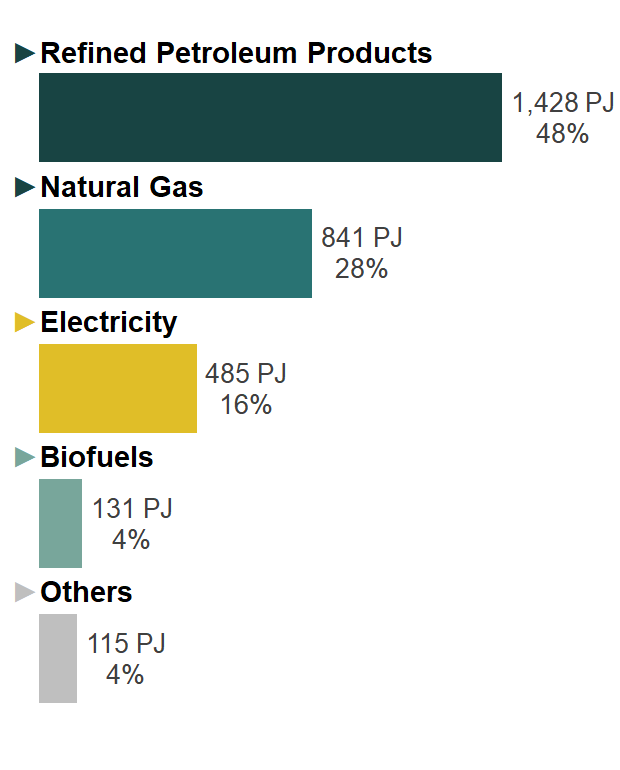 Refined Petroleum Products
1,428 PJ
48%
Natural Gas
841 PJ
28%
Electricity
485 PJ
16%
Biofuels
131 PJ
4%
Others
115 PJ
4%